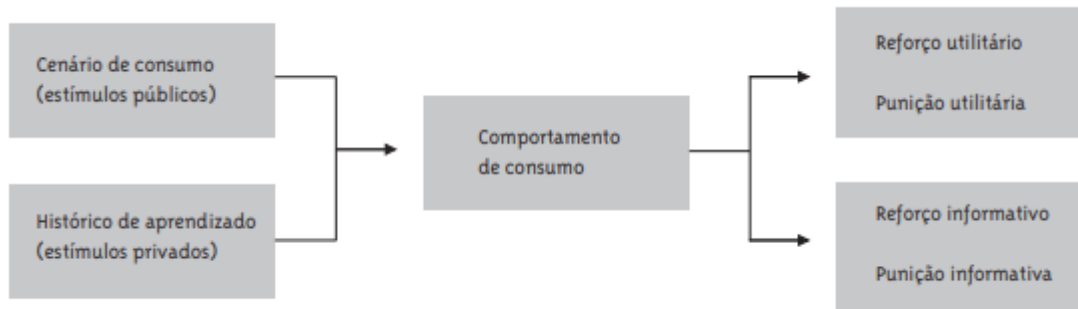 Cenário de consumo
(estímulos públicos)
Histórico de aprendizado
(estímulos privados)
Comportamento
de consumo
Reforço utilitário
Punição utilitária
Reforço informativo
Punição informativa